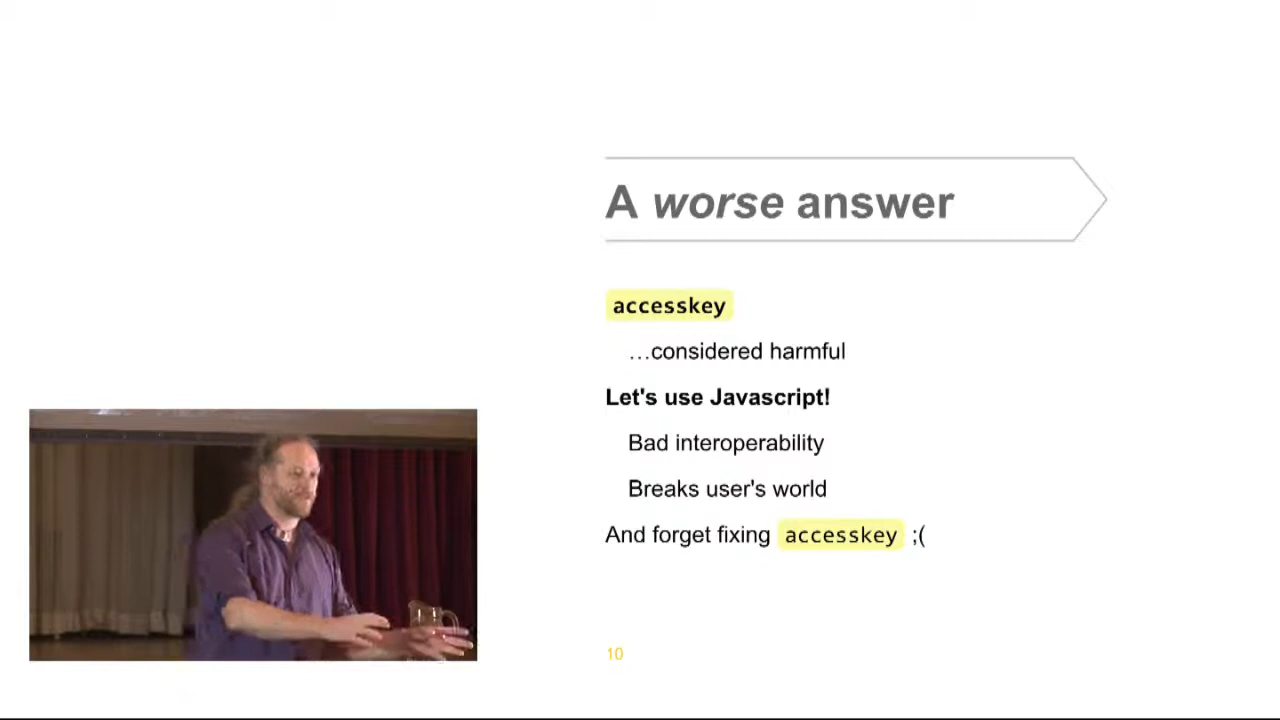 A worse answer
accesskey
…considered harmful
Let's use Javascript!
Bad interoperability
Breaks user's world
And forget fixing accesskey ;(
10